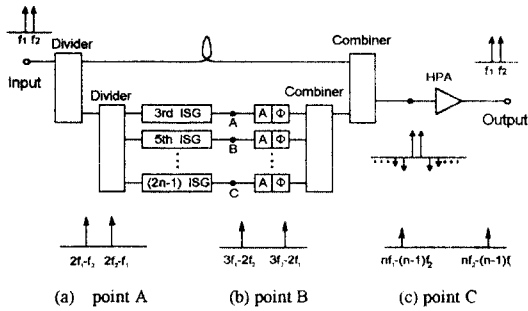 f₁ f₂
Divider
Input
Divider
Combiner
Combiner
HPA
f₁ f₂
Output
3rd ISG
A
A Φ
5th ISG
B
A Φ
(2n-1) ISG
C
A Φ
2f₁-f₂ 2f₂-f₁
3f₁-2f₂ 3f₂-2f₁
nf₁-(n-1)f₂ nf₂-(n-1)f
(a) point A
(b) point B
(c) point C